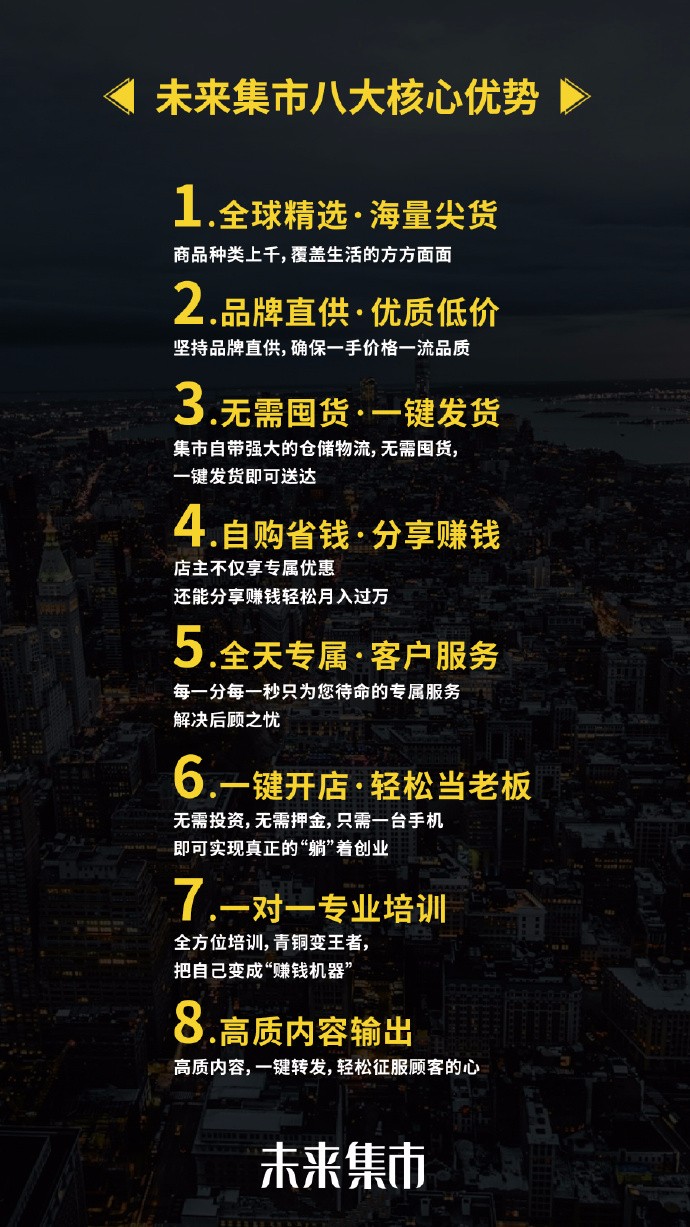 未来集市八大核心优势
1.全球精选·海量尖货
商品种类上千,覆盖生活的方方面面
2.品牌直供·优质低价
坚持品牌直供,确保一手价格一流品质
3.无需囤货·一键发货
集市自带强大的仓储物流,无需囤货,
一键发货即可送达
4.自购省钱·分享赚钱
店主不仅享专属优惠
还能分享赚钱轻松月入过万
5.全天专属·客户服务
每一分每一秒只为您待命的专属服务
解决后顾之忧
6.一键开店·轻松当老板
无需投资,无需押金,只需一台手机
即可实现真正的“躺”着创业
7.一对一专业培训
全方位培训,青铜变王者,
把自己变成“赚钱机器”
8.高质内容输出
高质内容,一键转发,轻松征服顾客的心
未来集市